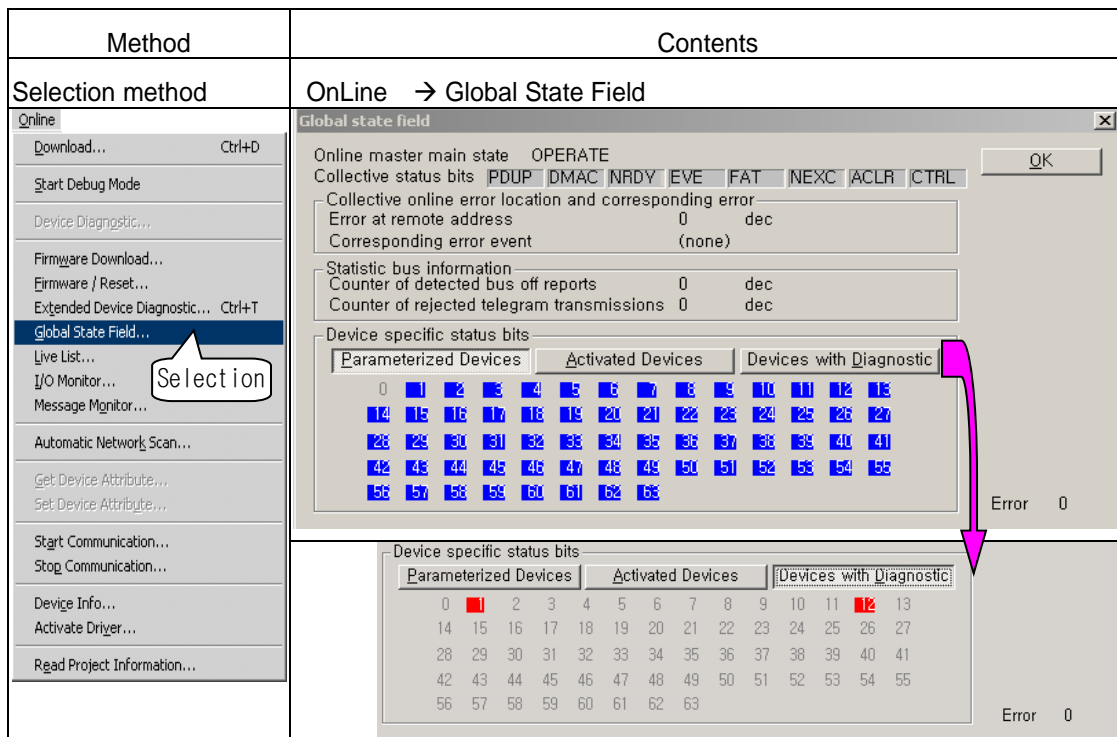 Method
Contents
Selection method
OnLine → Global State Field
Online
Download... Ctrl+D
Start Debug Mode
Device Diagnostic...
Firmware Download...
Firmware / Reset...
Extended Device Diagnostic... Ctrl+T
Global State Field...
Live List...
I/O Monitor...
Message Monitor...
Automatic Network Scan...
Get Device Attribute...
Set Device Attribute...
Start Communication...
Stop Communication...
Device Info...
Activate Driver...
Read Project Information...
Selection
Global state field
Online master main state OPERATE
OK
Collective status bits PDUP DMAC NRDY EVE FAT NEXC ACLR CTRL
Collective online error location and corresponding error
Error at remote address 0 dec
Corresponding error event (none)
Statistic bus information
Counter of detected bus off reports 0 dec
Counter of rejected telegram transmissions 0 dec
Device specific status bits
Parameterized Devices Activated Devices Devices with Diagnostic
0 1 2 3 4 5 6 7 8 9 10 11 12 13
14 15 16 17 18 19 20 21 22 23 24 25 26 27
28 29 30 31 32 33 34 35 36 37 38 39 40 41
42 43 44 45 46 47 48 49 50 51 52 53 54 55
56 57 58 59 60 61 62 63
Error 0
Device specific status bits
Parameterized Devices Activated Devices Devices with Diagnostic
0 1 2 3 4 5 6 7 8 9 10 11 12 13
14 15 16 17 18 19 20 21 22 23 24 25 26 27
28 29 30 31 32 33 34 35 36 37 38 39 40 41
42 43 44 45 46 47 48 49 50 51 52 53 54 55
56 57 58 59 60 61 62 63
Error 0